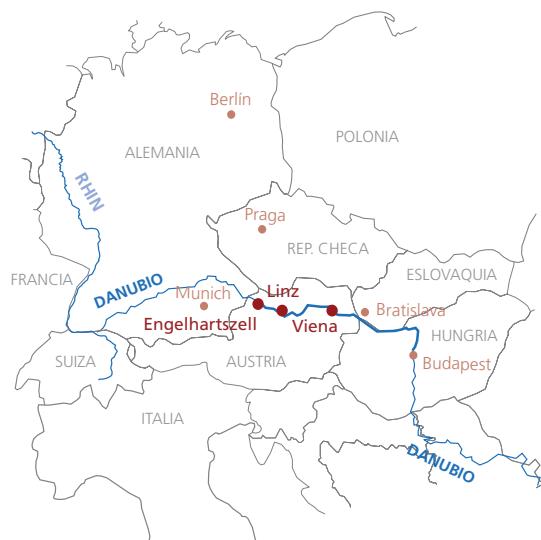 Berlín
POLONIA
ALEMANIA
RHIN
Praga
REP. CHECA
ESLOVAQUIA
FRANCIA
DANUBIO
Munich
Linz
Engelhartszell
Viena
Bratislava
HUNGRIA
SUIZA
AUSTRIA
Budapest
ITALIA
DANUBIO